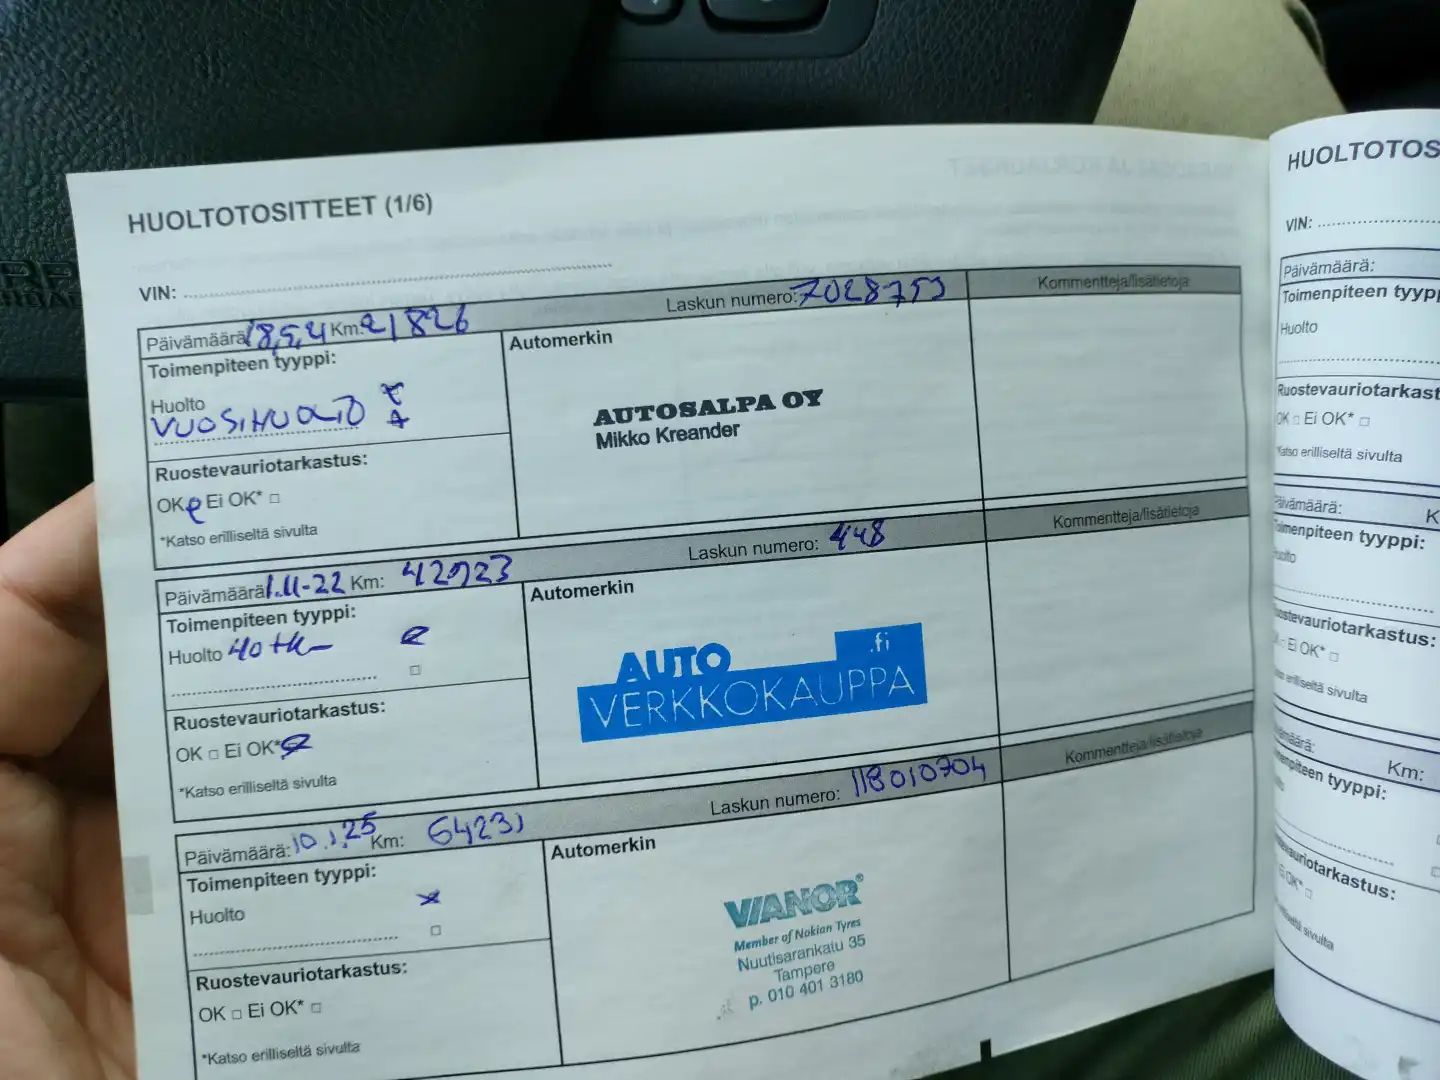 HUOLTOTOSITTEET (1/6)
VIN:
Päivämäärä 18,5,21 Km: 21826 Laskun numero: 7028753 Kommentteja/lisätietoja
Toimenpiteen tyyppi:
Huolto
VUOSIHUOLTO
Automerkin
AUTOSALPA OY
Mikko Kreander
Ruostevauriotarkastus:
OK Ei OK* □
*Katso erilliseltä sivulta
Päivämäärä 1.11-22 Km: 42923 Laskun numero: 448 Kommentteja/lisätietoja
Toimenpiteen tyyppi:
Huolto 40 tkm
□
Automerkin
AUTO
VERKKOKAUPPA
.fi
Ruostevauriotarkastus:
OK □ Ei OK*
*Katso erilliseltä sivulta
Päivämäärä: 10.1.25 Km: 64231 Laskun numero: 118010704 Kommentteja/lisätietoja
Toimenpiteen tyyppi:
Huolto x
□
Automerkin
VIANOR®
Member of Nokian Tyres
Nuutisarankatu 35
Tampere
p. 010 401 3180
Ruostevauriotarkastus:
OK □ Ei OK* □
*Katso erilliseltä sivulta
HUOLTOTOS
VIN:
Päivämäärä:
Toimenpiteen tyyp
Huolto
Ruostevauriotarkast
OK □ Ei OK* □
*Katso erilliseltä sivulta
Päivämäärä: K
Toimenpiteen tyyppi:
Huolto
Ruostevauriotarkastus:
□ Ei OK* □
erilliseltä sivulta
Km: